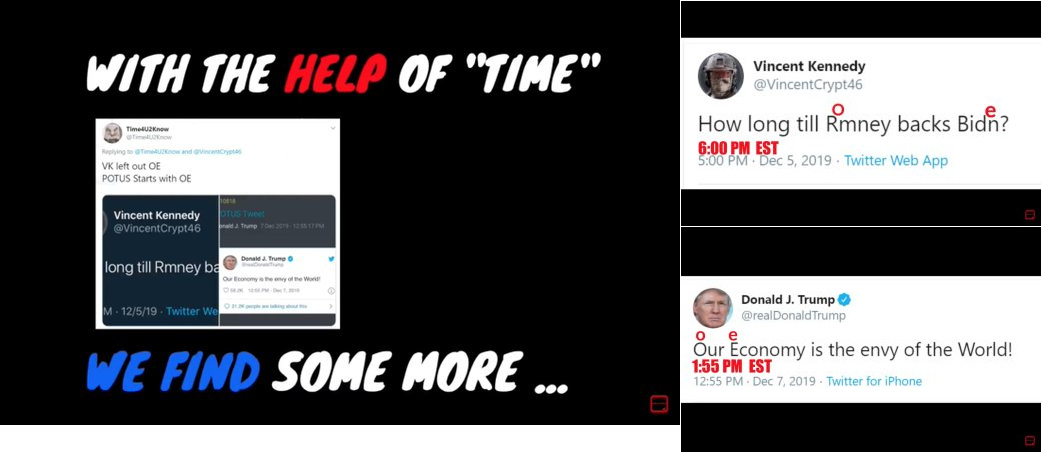 WITH THE HELP OF "TIME"
Time4U2Know
@Time4U2Know
Replying to @Time4U2Know and @VincentCrypt46
VK left out OE
POTUS Starts with OE
Vincent Kennedy
@VincentCrypt46
long till Rmney ba
M · 12/5/19 · Twitter We
10818
OTUS Tweet
onald J. Trump 7 Dec 2019 - 12:55:17 PM
Donald J. Trump
@realDonaldTrump
Our Economy is the envy of the World!
58.2K 12:55 PM - Dec 7, 2019
21.2K people are talking about this
WE FIND SOME MORE ...
Vincent Kennedy
@VincentCrypt46
o e
How long till Rmney backs Bidn?
6:00 PM EST
5:00 PM · Dec 5, 2019 · Twitter Web App
Donald J. Trump
@realDonaldTrump
o e
Our Economy is the envy of the World!
1:55 PM EST
12:55 PM · Dec 7, 2019 · Twitter for iPhone